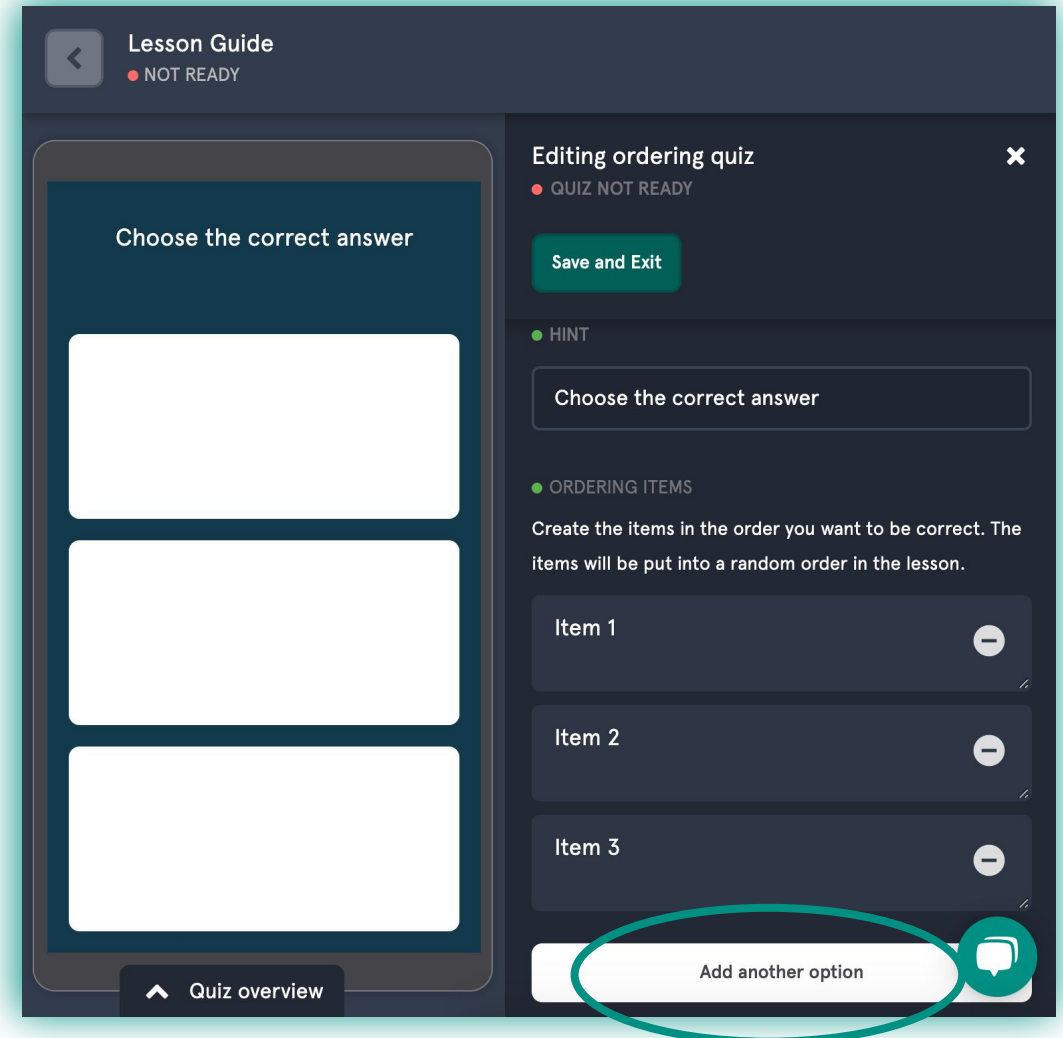 Lesson Guide
NOT READY
Choose the correct answer
Quiz overview
Editing ordering quiz
QUIZ NOT READY
Save and Exit
HINT
Choose the correct answer
ORDERING ITEMS
Create the items in the order you want to be correct. The
items will be put into a random order in the lesson.
Item 1
Item 2
Item 3
Add another option